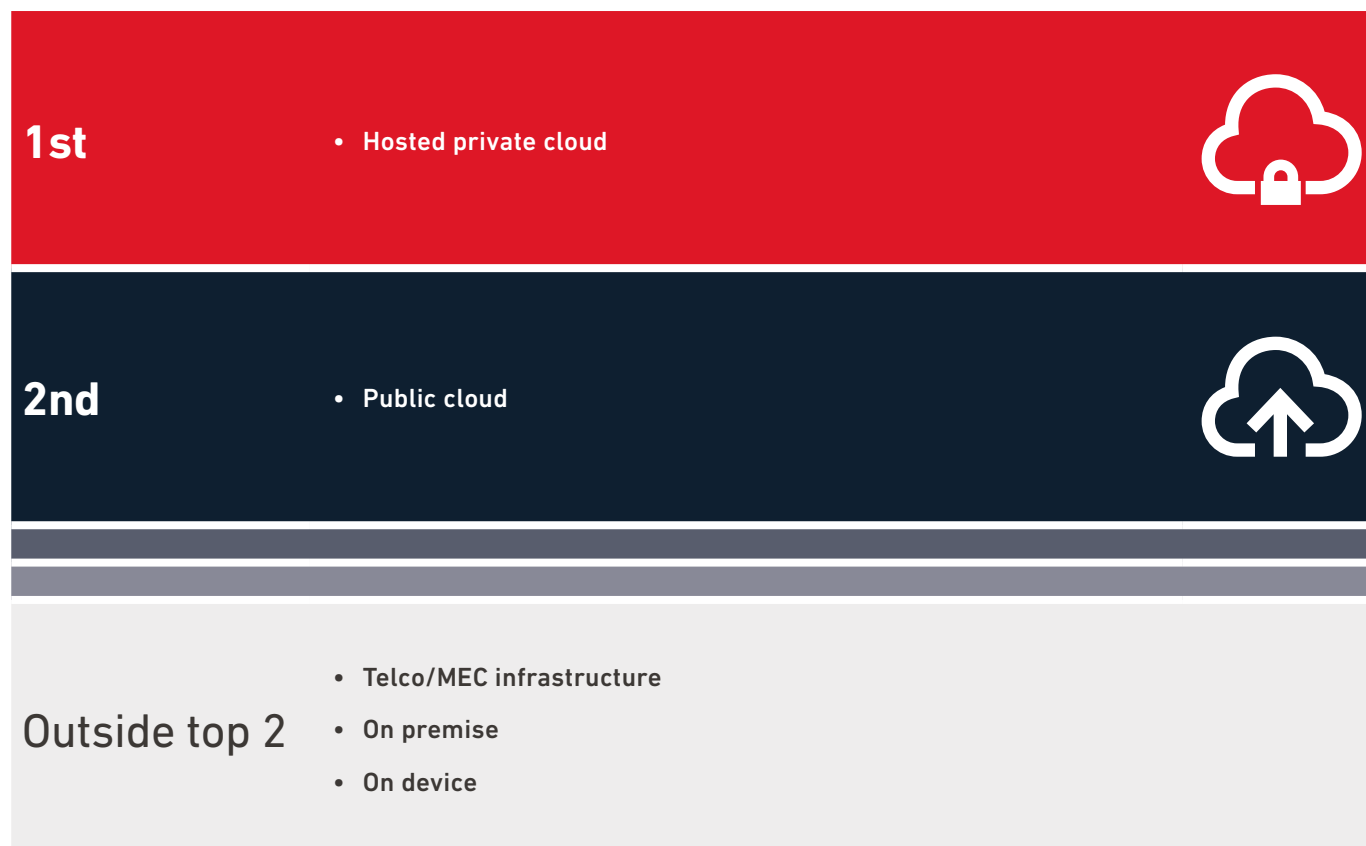 1st
• Hosted private cloud
2nd
• Public cloud
Outside top 2
• Telco/MEC infrastructure
• On premise
• On device